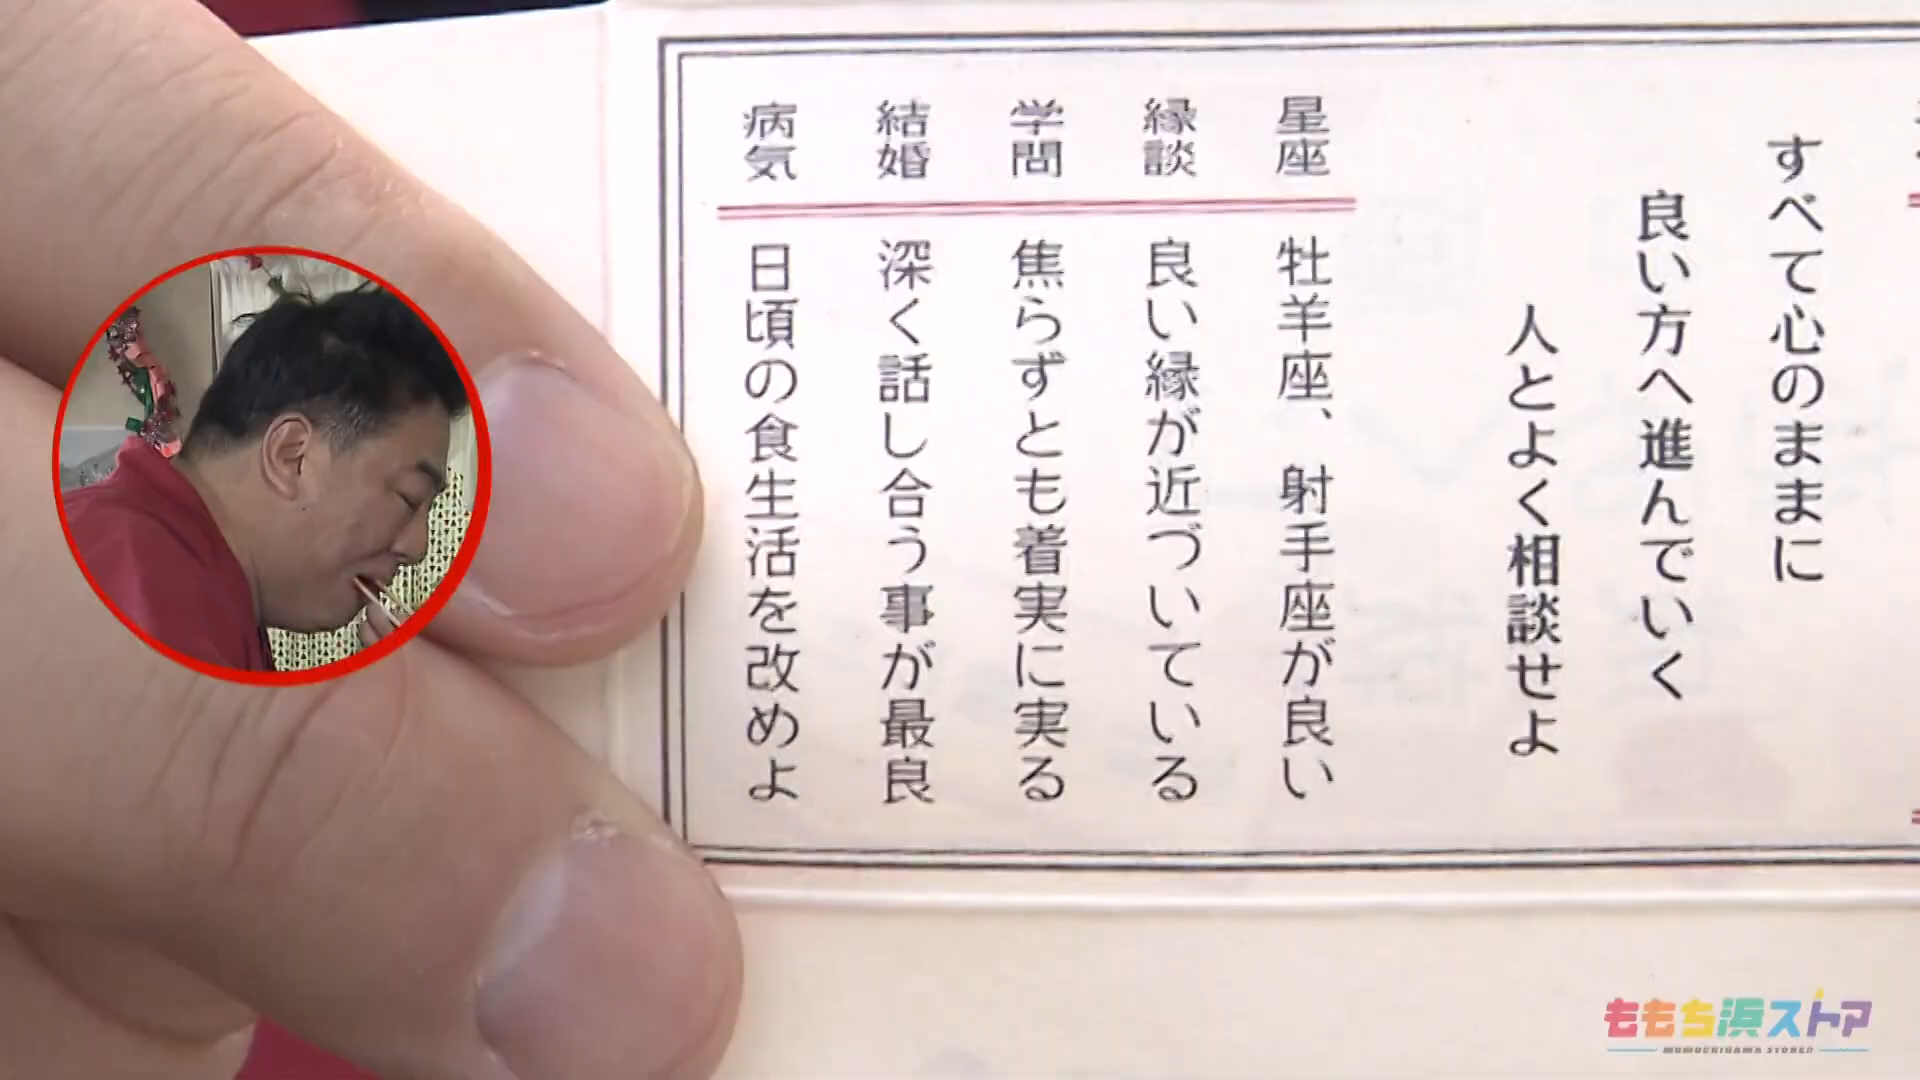 すべて心のままに
良い方へ進んでいく
人とよく相談せよ
星座 牡羊座、射手座が良い
縁談 良い縁が近づいている
学問 焦らずとも着実に実る
結婚 深く話し合う事が最良
病気 日頃の食生活を改めよ
ももち浜ストア
MOMOCHIHAMA STORE